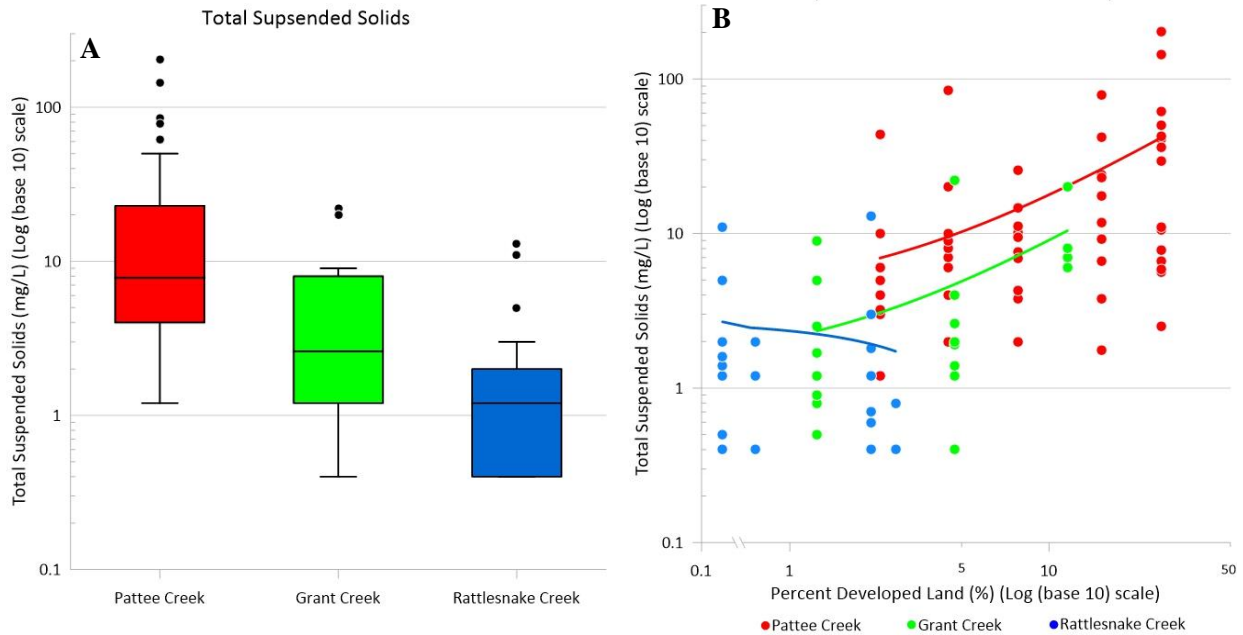 Total Supsended Solids
A
Total Suspended Solids (mg/L) (Log (base 10) scale)
100
10
1
0.1
Pattee Creek
Grant Creek
Rattlesnake Creek
B
Total Suspended Solids (mg/L) (Log (base 10) scale)
100
10
1
0.1
0.1
1
5
10
50
Percent Developed Land (%) (Log (base 10) scale)
Pattee Creek
Grant Creek
Rattlesnake Creek